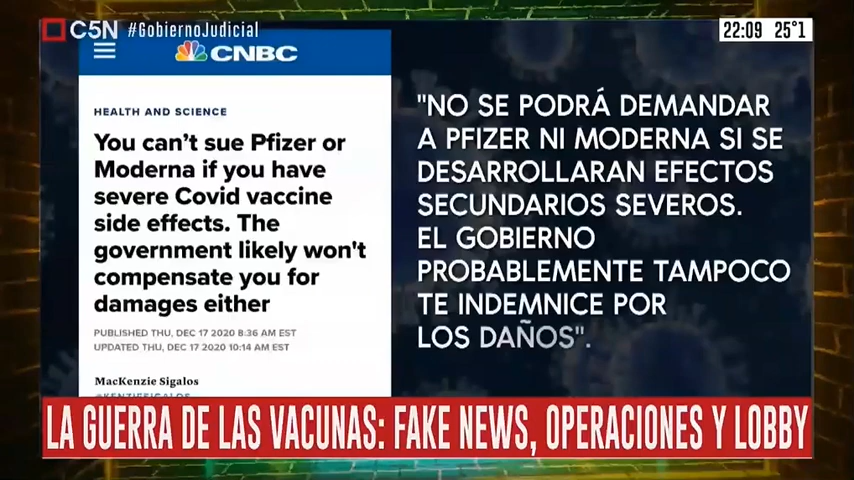 C5N #GobiernoJudicial
22:09 25°1
CNBC
HEALTH AND SCIENCE
You can't sue Pfizer or
Moderna if you have
severe Covid vaccine
side effects. The
government likely won't
compensate you for
damages either
PUBLISHED THU, DEC 17 2020 8:36 AM EST
UPDATED THU, DEC 17 2020 10:14 AM EST
MacKenzie Sigalos
@KENZIESIGALOS
"NO SE PODRÁ DEMANDAR
A PFIZER NI MODERNA SI SE
DESARROLLARAN EFECTOS
SECUNDARIOS SEVEROS.
EL GOBIERNO
PROBABLEMENTE TAMPOCO
TE INDEMNICE POR
LOS DAÑOS".
LA GUERRA DE LAS VACUNAS: FAKE NEWS, OPERACIONES Y LOBBY